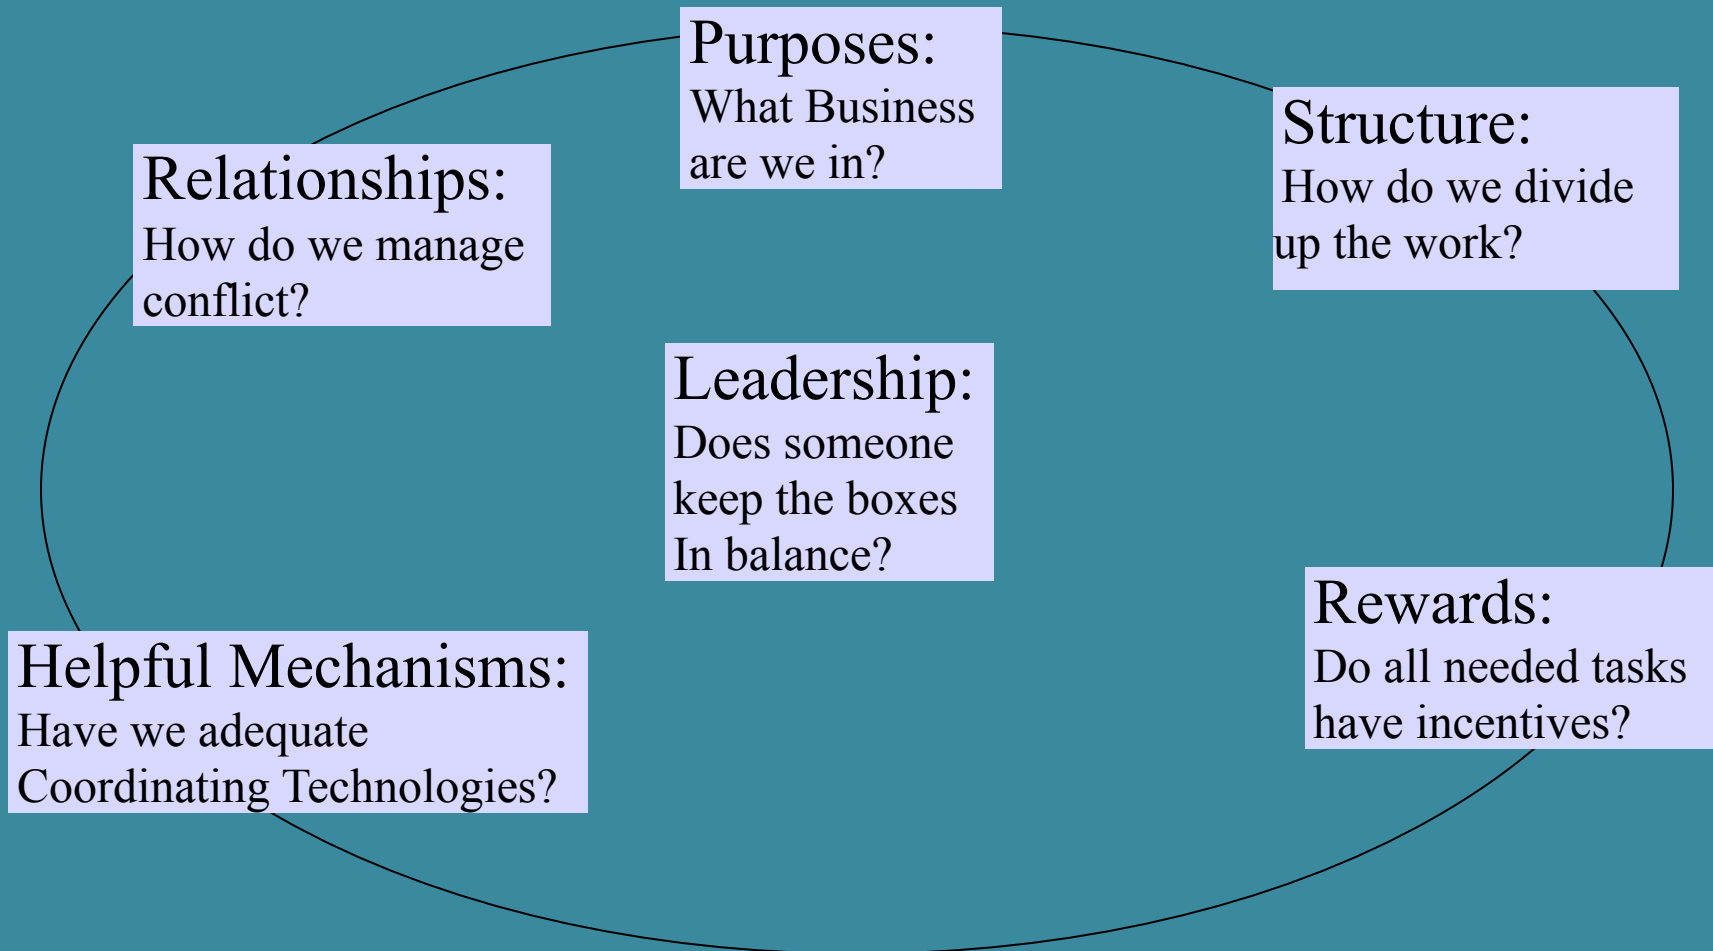 Purposes:
What Business
are we in?
Structure:
How do we divide
up the work?
Relationships:
How do we manage
conflict?
Leadership:
Does someone
keep the boxes
In balance?
Rewards:
Do all needed tasks
have incentives?
Helpful Mechanisms:
Have we adequate
Coordinating Technologies?